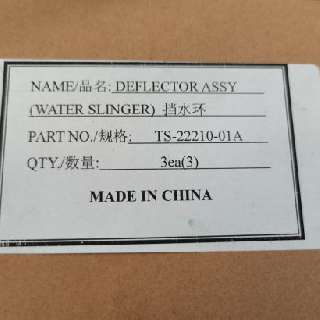 NAME/品名: DEFLECTOR ASSY
(WATER SLINGER) 挡水环
PART NO./规格: TS-22210-01A
QTY./数量: 3ea(3)
MADE IN CHINA